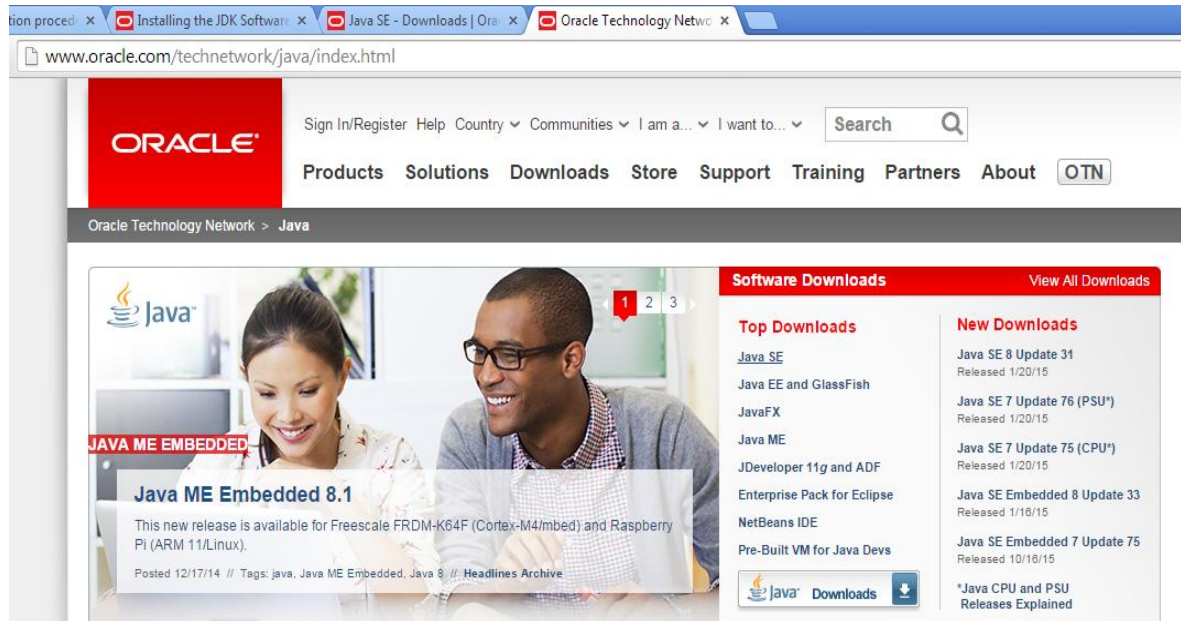 tion proced
Installing the JDK Software
Java SE - Downloads | Ora
Oracle Technology Netwo
www.oracle.com/technetwork/java/index.html
ORACLE
Sign In/Register Help Country Communities I am a... I want to... Search
Products Solutions Downloads Store Support Training Partners About OTN
Oracle Technology Network > Java
Java
1 2 3
JAVA ME EMBEDDED
Java ME Embedded 8.1
This new release is available for Freescale FRDM-K64F (Cortex-M4/mbed) and Raspberry
Pi (ARM 11/Linux).
Posted 12/17/14 // Tags: java, Java ME Embedded, Java 8 // Headlines Archive
Software Downloads View All Downloads
Top Downloads
Java SE
Java EE and GlassFish
JavaFX
Java ME
JDeveloper 11g and ADF
Enterprise Pack for Eclipse
NetBeans IDE
Pre-Built VM for Java Devs
Java Downloads
New Downloads
Java SE 8 Update 31
Released 1/20/15
Java SE 7 Update 76 (PSU*)
Released 1/20/15
Java SE 7 Update 75 (CPU*)
Released 1/20/15
Java SE Embedded 8 Update 33
Released 1/16/15
Java SE Embedded 7 Update 75
Released 10/16/15
*Java CPU and PSU
Releases Explained